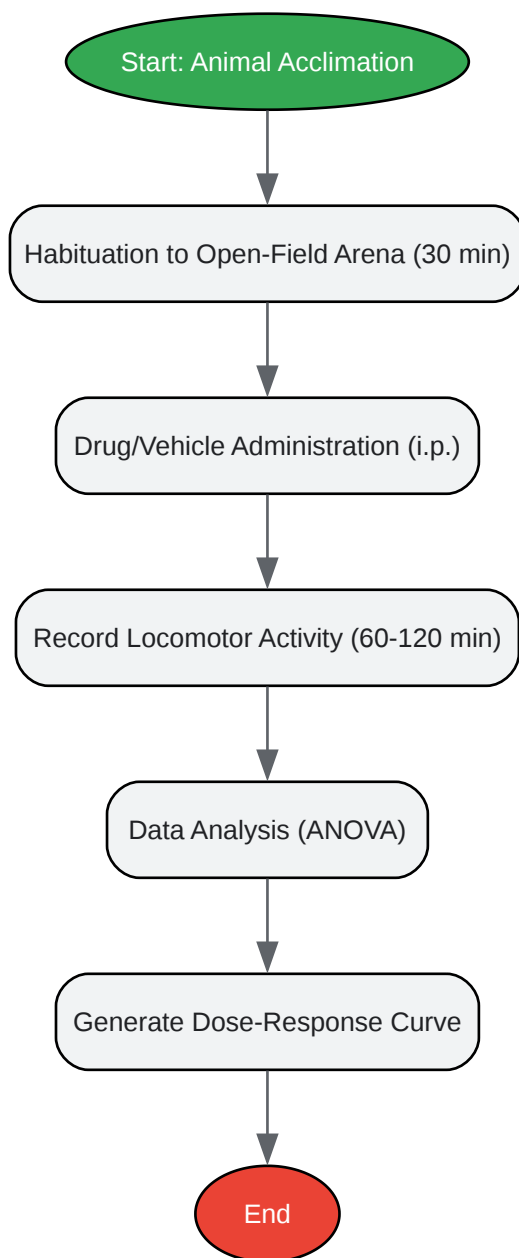 Start: Animal Acclimation
Habituation to Open-Field Arena (30 min)
Drug/Vehicle Administration (i.p.)
Record Locomotor Activity (60-120 min)
Data Analysis (ANOVA)
Generate Dose-Response Curve
End